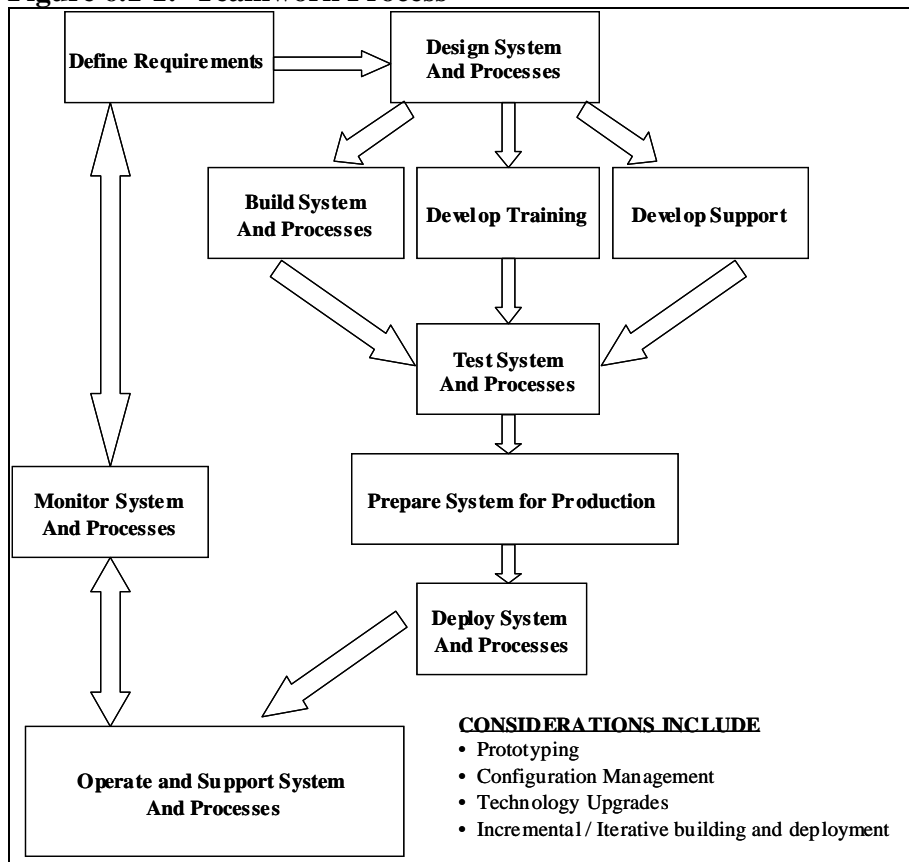 Define Requirements
Design System
And Processes
Build System
And Processes
Develop Training
Develop Support
Test System
And Processes
Monitor System
And Processes
Prepare System for Production
Deploy System
And Processes
Operate and Support System
And Processes
CONSIDERATIONS INCLUDE
• Prototyping
• Configuration Management
• Technology Upgrades
• Incremental / Iterative building and deployment